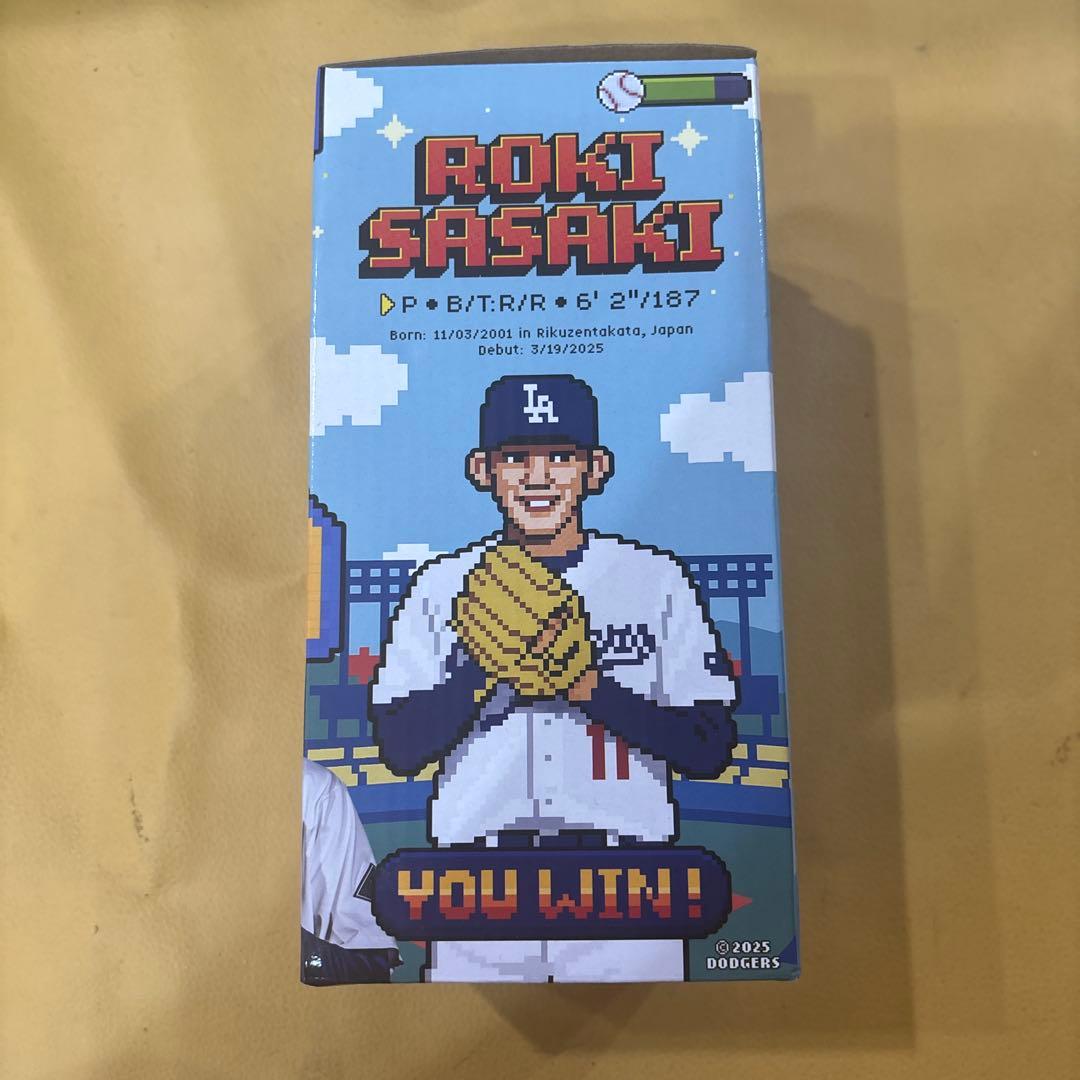 ROKI
SASAKI
P • B/T:R/R • 6' 2"/187
Born: 11/03/2001 in Rikuzentakata, Japan
Debut: 3/19/2025
LA
11
YOU WIN!
©2025
DODGERS